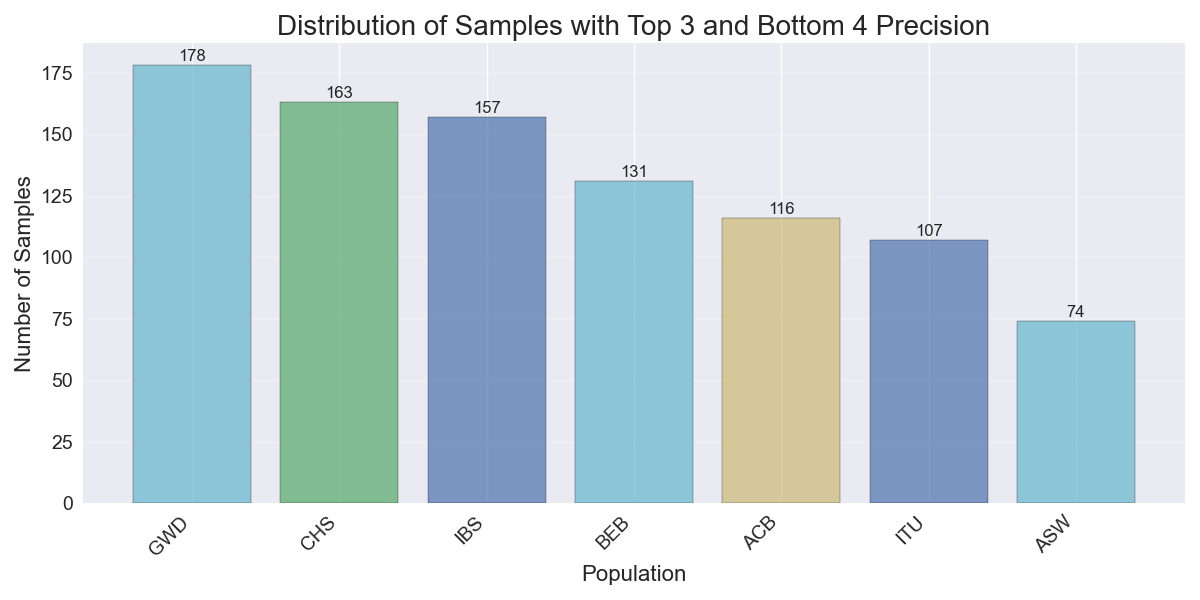 Distribution of Samples with Top 3 and Bottom 4 Precision
Number of Samples
175
150
125
100
75
50
25
0
178
163
157
131
116
107
74
GWD
CHS
IBS
BEB
ACB
ITU
ASW
Population